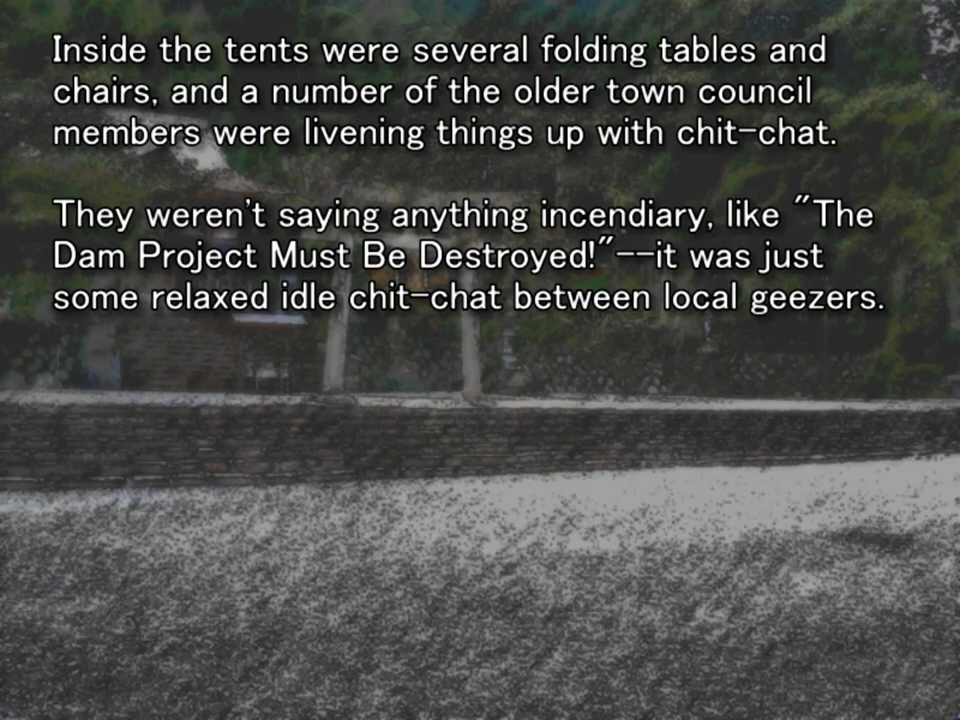 Inside the tents were several folding tables and
chairs, and a number of the older town council
members were livening things up with chit-chat.
They weren't saying anything incendiary, like "The
Dam Project Must Be Destroyed!"--it was just
some relaxed idle chit-chat between local geezers.